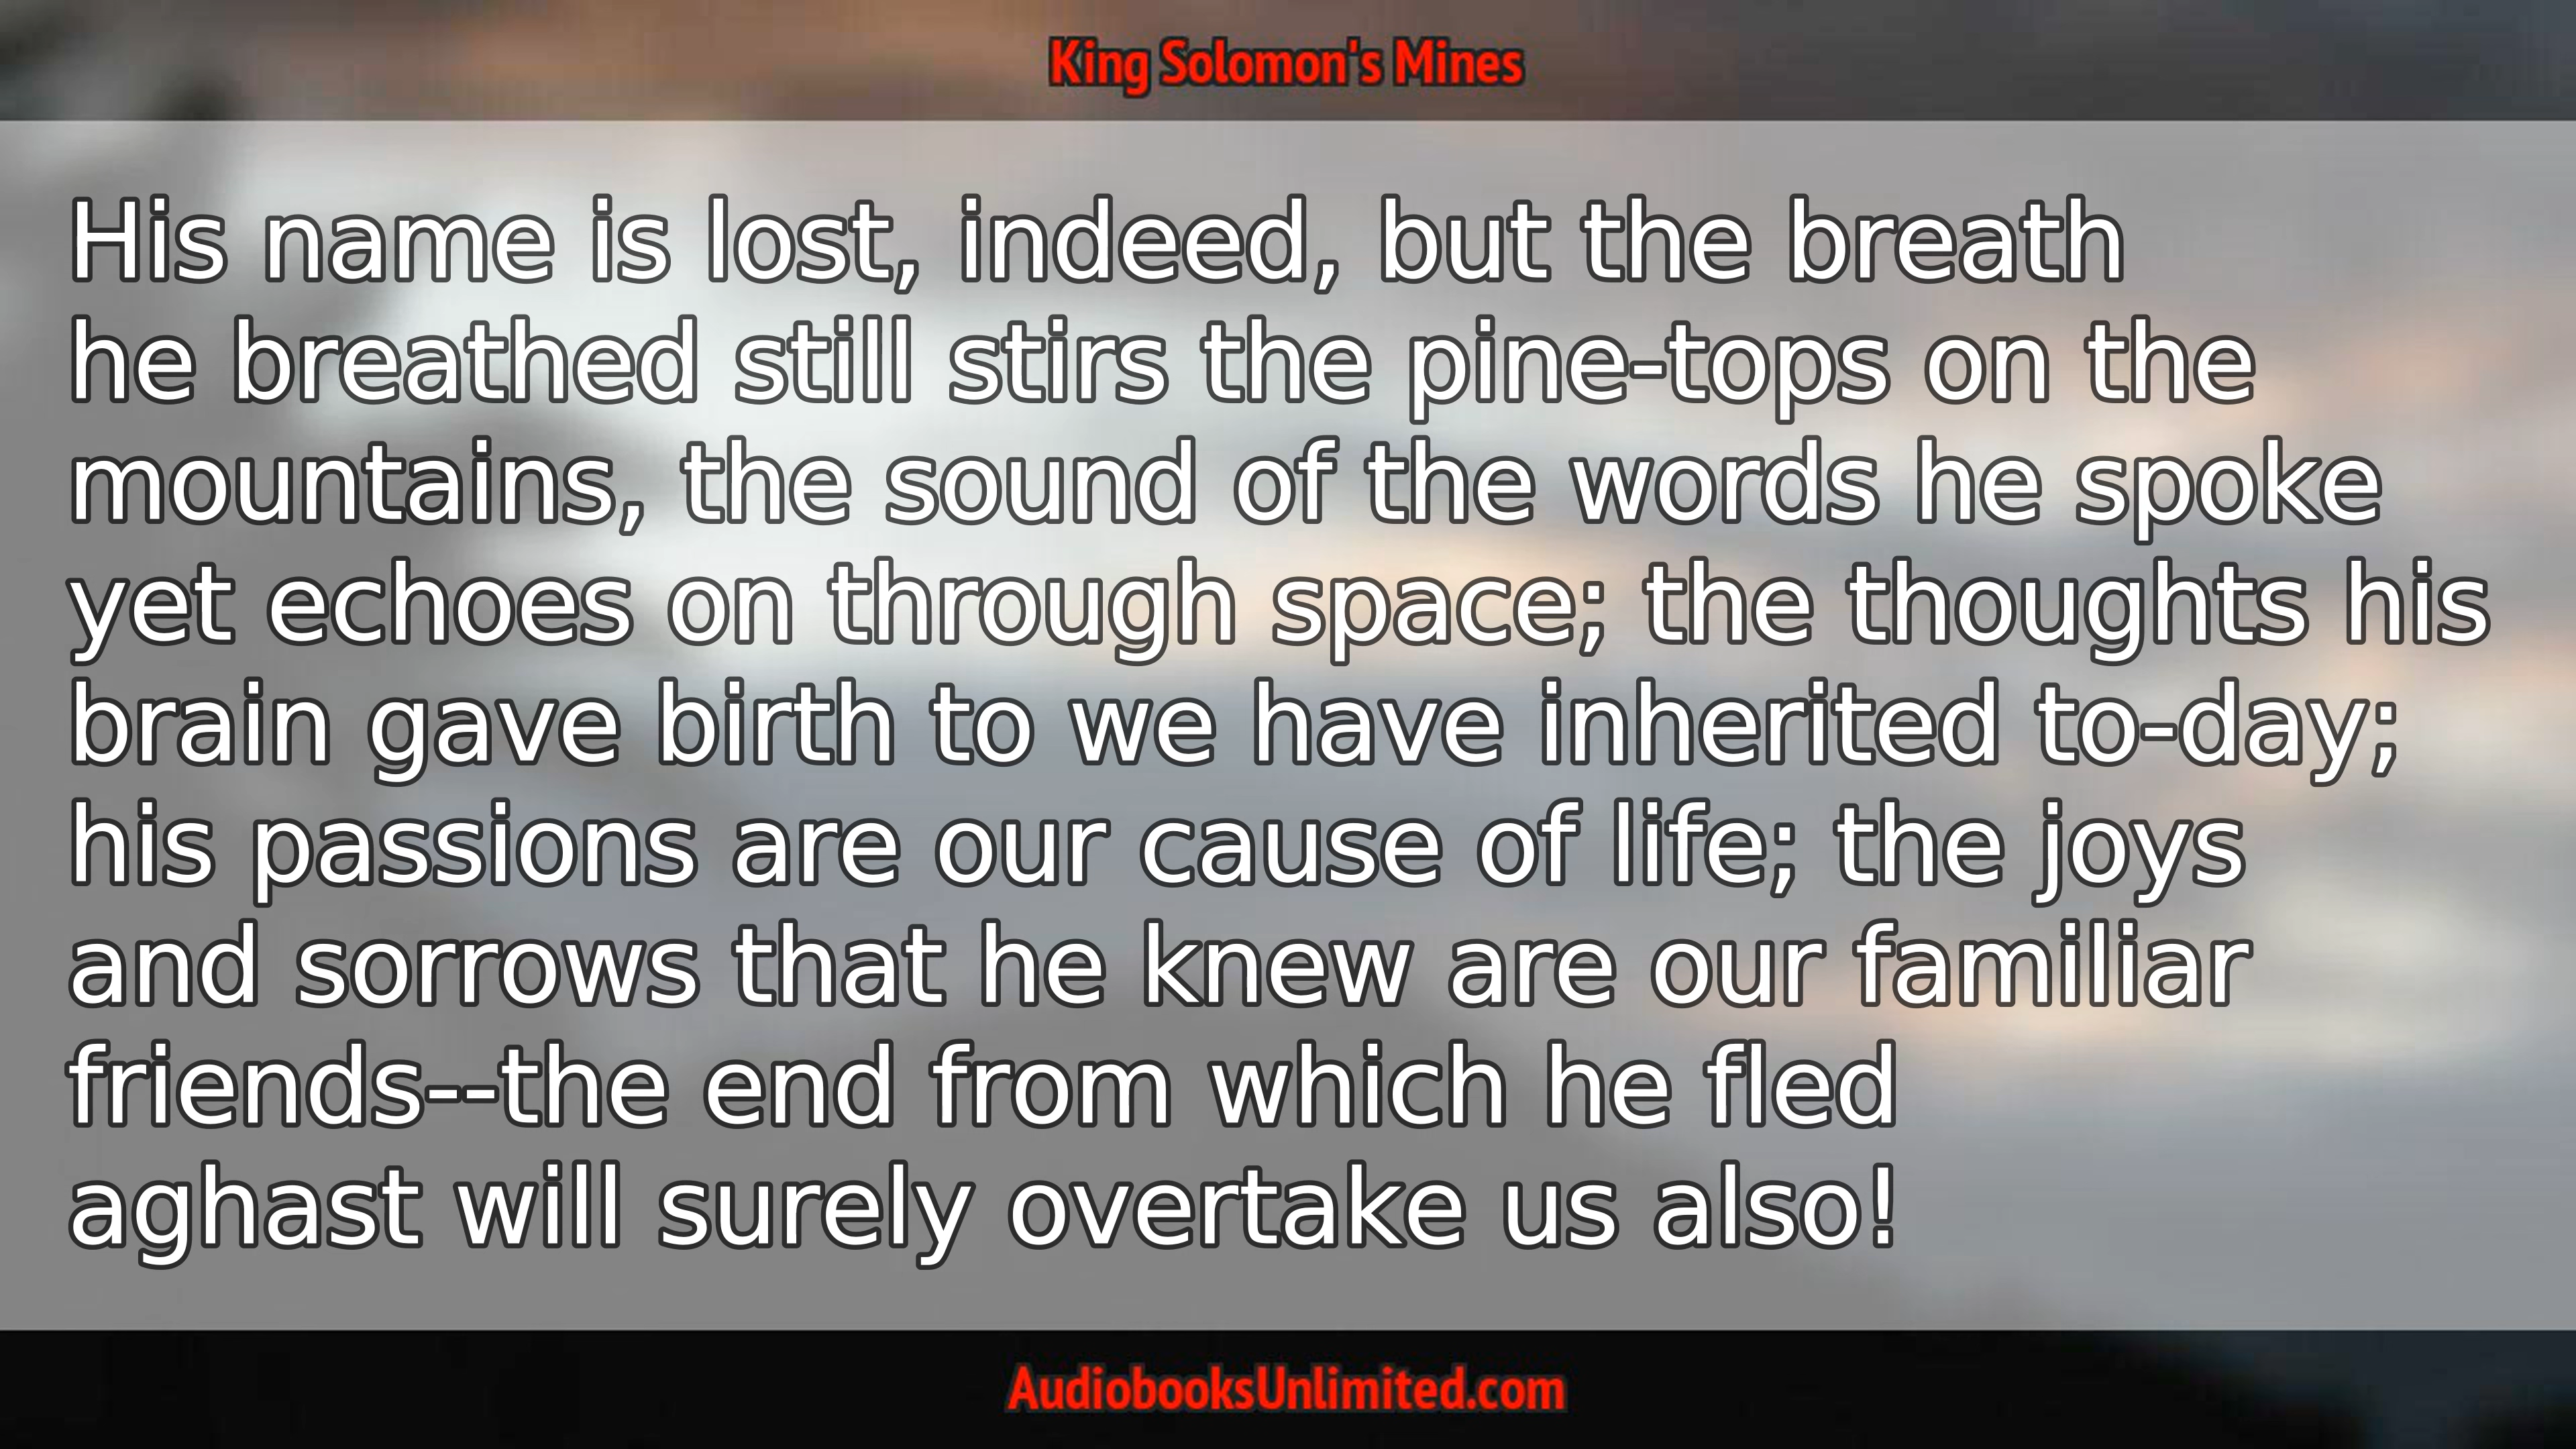 King Solomon's Mines
His name is lost, indeed, but the breath
he breathed still stirs the pine-tops on the
mountains, the sound of the words he spoke
yet echoes on through space; the thoughts his
brain gave birth to we have inherited to-day;
his passions are our cause of life; the joys
and sorrows that he knew are our familiar
friends--the end from which he fled
aghast will surely overtake us also!
AudiobooksUnlimited.com